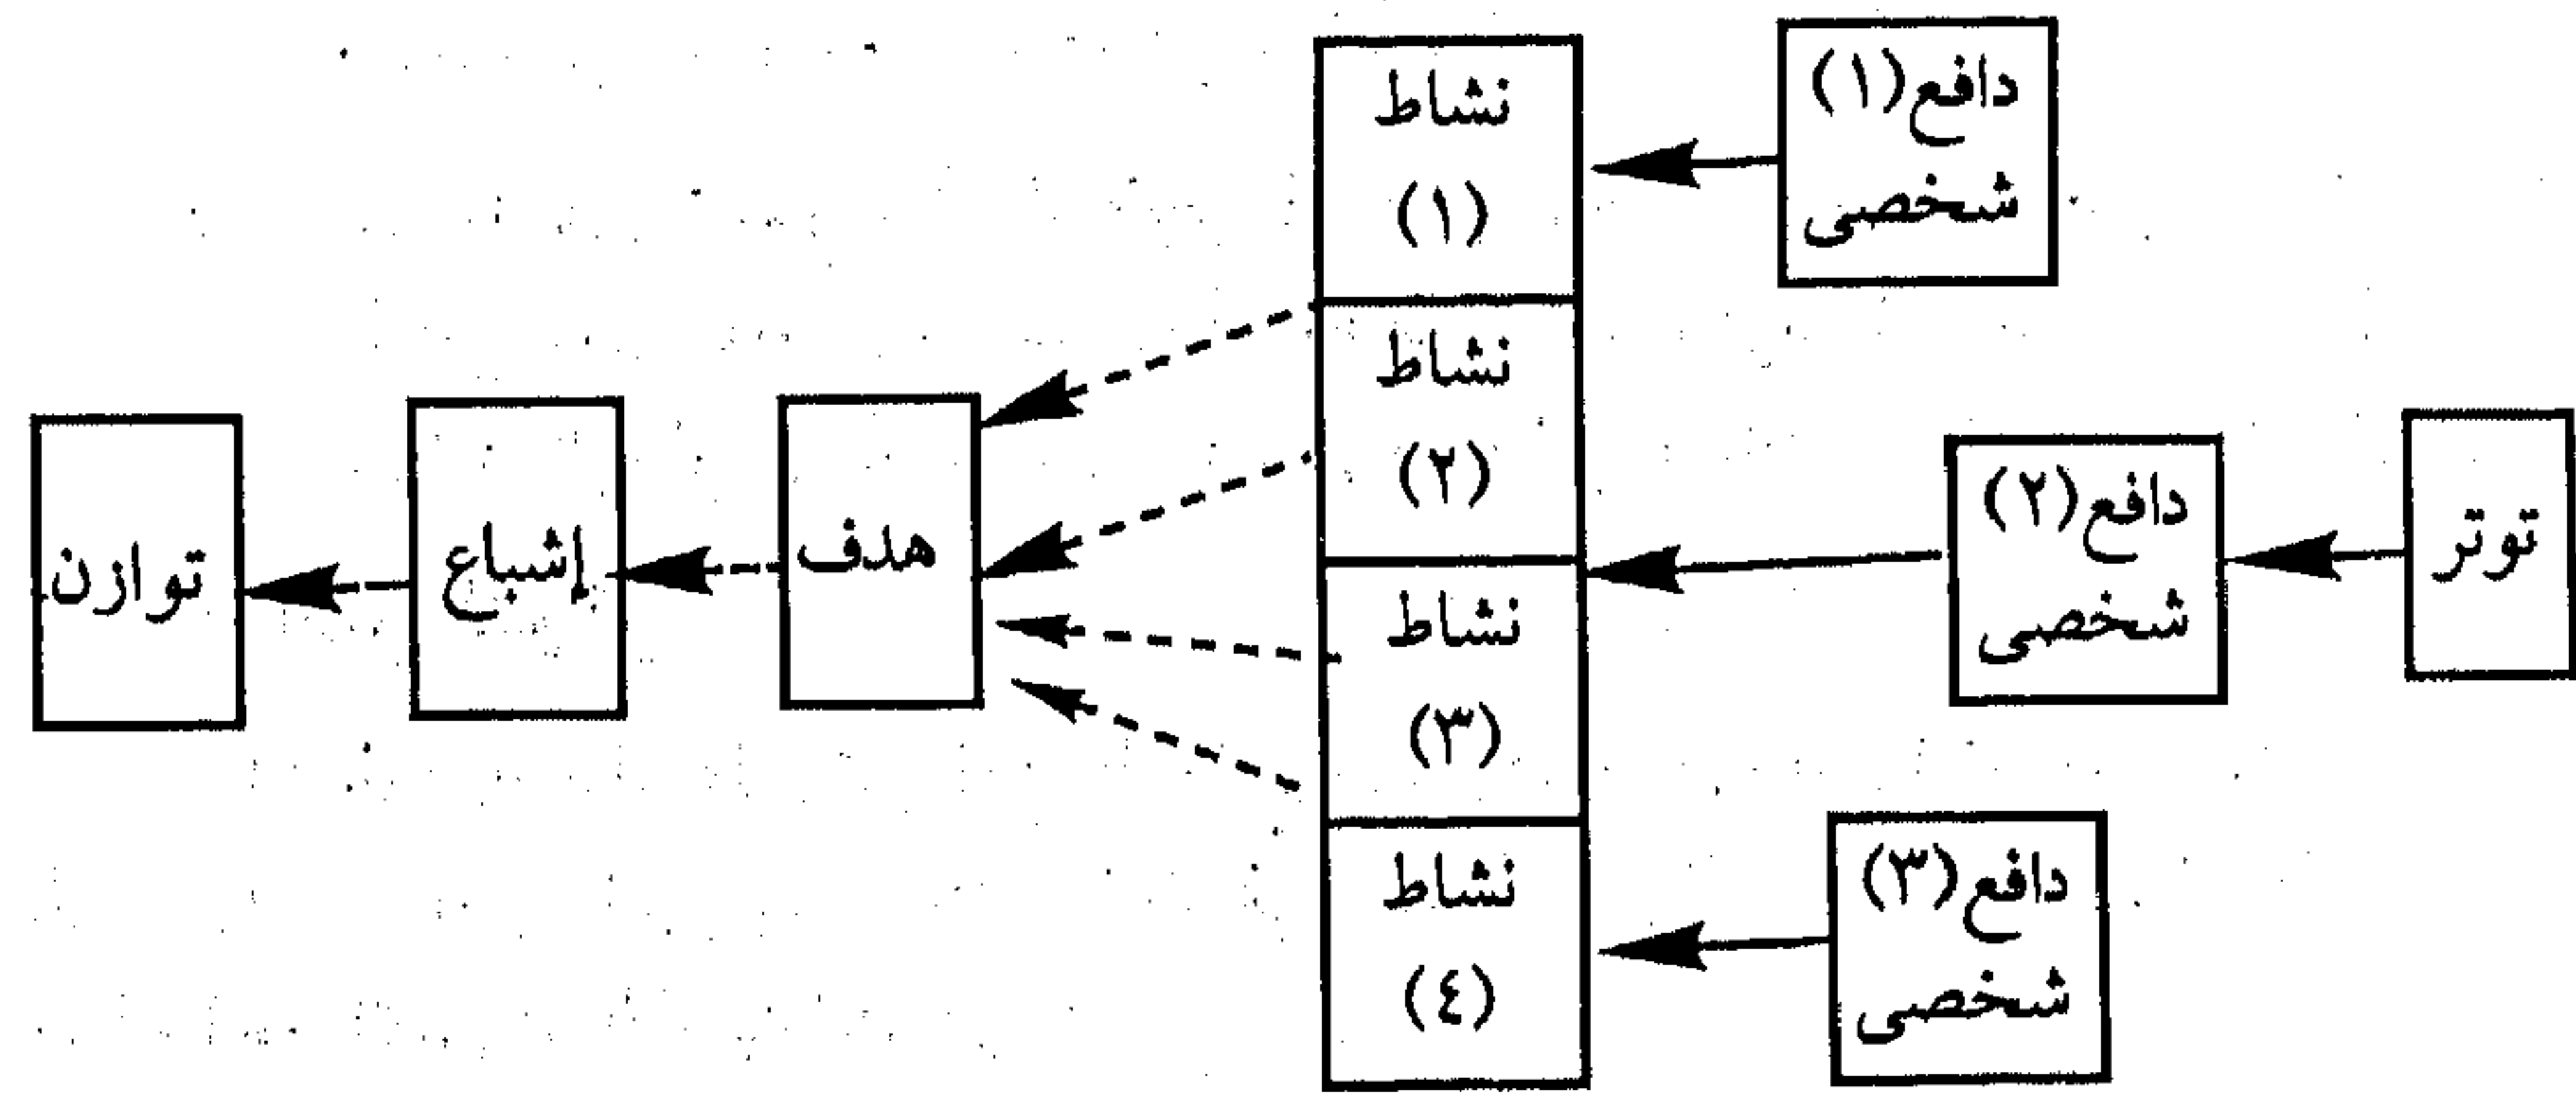 دافع (١)
شخصى
نشاط
(١)
نشاط
(٢)
توتر
دافع (٢)
شخصى
هدف
إشباع
توازن
نشاط
(٣)
دافع (٣)
شخصى
نشاط
(٤)